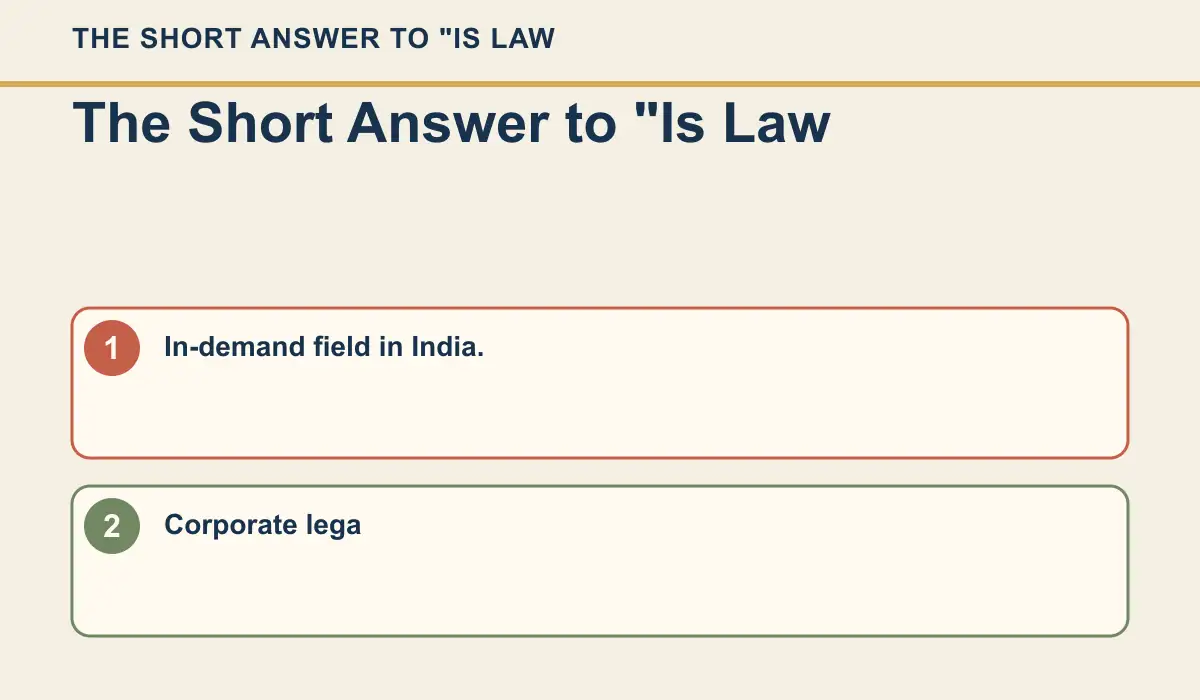 THE SHORT ANSWER TO "IS LAW
The Short Answer to "Is Law
1
In-demand field in India.
2
Corporate lega